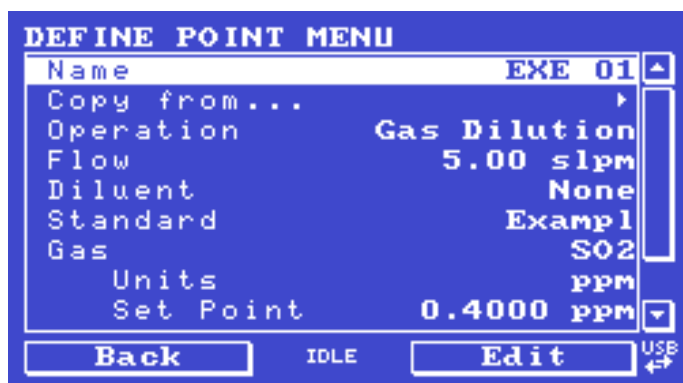 DEFINE POINT MENU
Name EXE 01
Copy from...
Operation Gas Dilution
Flow 5.00 slpm
Diluent None
Standard Exampl
Gas SO2
Units ppm
Set Point 0.4000 ppm
Back IDLE Edit USB